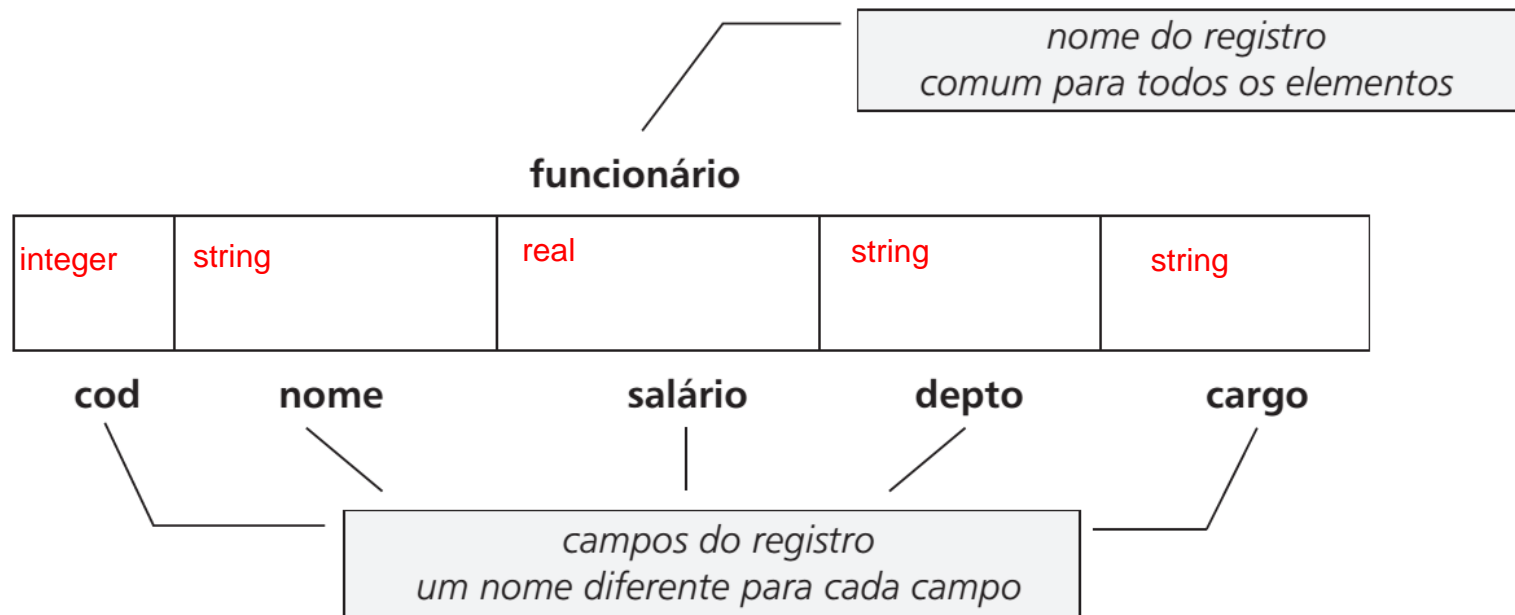 nome do registro
comum para todos os elementos
funcionário
integer string real string string
cod nome salário depto cargo
campos do registro
um nome diferente para cada campo